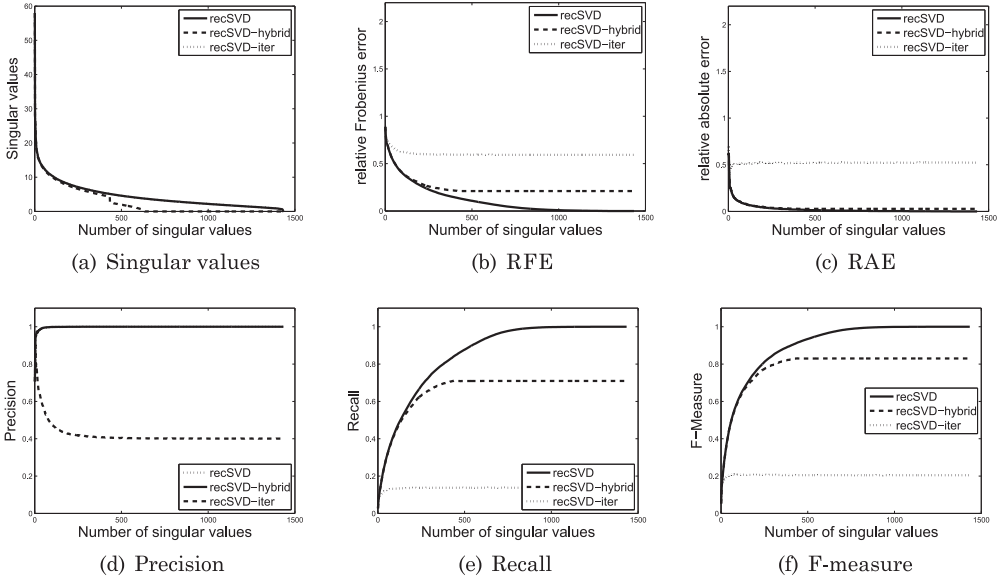 recSVD
recSVD-hybrid
recSVD-iter
Singular values
60
50
40
30
20
10
0
0
500
1000
1500
Number of singular values
(a) Singular values
recSVD
recSVD-hybrid
recSVD-iter
relative Frobenius error
2
1.5
1
0.5
0
0
500
1000
1500
Number of singular values
(b) RFE
recSVD
recSVD-hybrid
recSVD-iter
relative absolute error
2
1.5
1
0.5
0
0
500
1000
1500
Number of singular values
(c) RAE
Precision
1
0.8
0.6
0.4
0.2
0
recSVD
recSVD-hybrid
recSVD-iter
0
500
1000
1500
Number of singular values
(d) Precision
Recall
1
0.8
0.6
0.4
0.2
0
recSVD
recSVD-hybrid
recSVD-iter
0
500
1000
1500
Number of singular values
(e) Recall
F-Measure
1
0.8
0.6
0.4
0.2
0
recSVD
recSVD-hybrid
recSVD-iter
0
500
1000
1500
Number of singular values
(f) F-measure